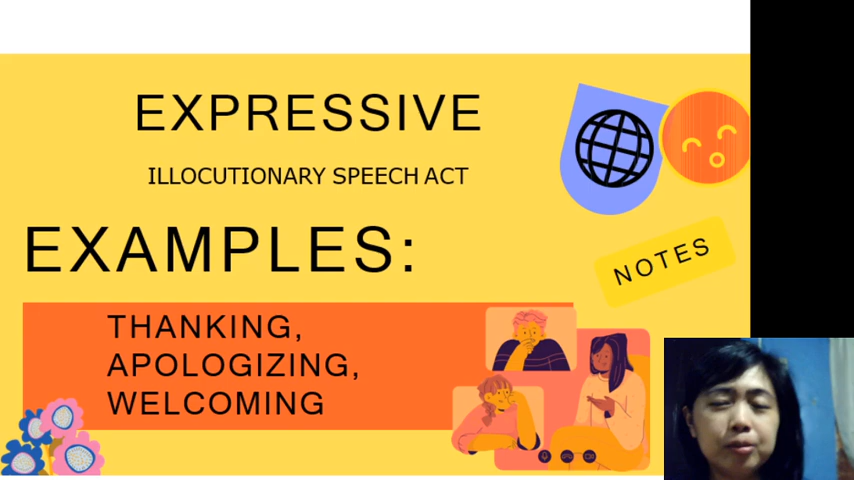 EXPRESSIVE
ILLOCUTIONARY SPEECH ACT
EXAMPLES:
NOTES
THANKING,
APOLOGIZING,
WELCOMING